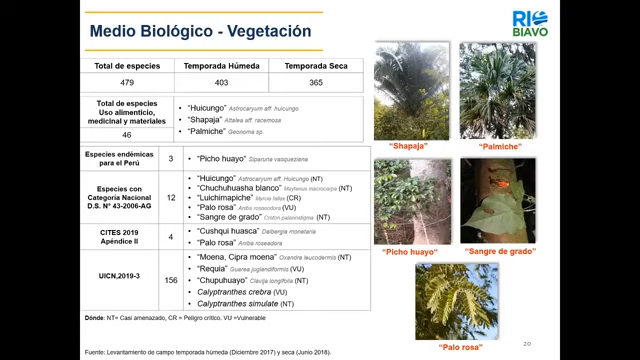 Medio Biológico - Vegetación
RIO
BIAVO
Total de especies Temporada Húmeda Temporada Seca
479 403 365
Total de especies
Uso alimenticio,
medicinal y materiales
46
• “Huicungo” Astrocaryum aff. huicungo
• “Shapaja” Attalea aff. racemosa
• “Palmiche” Geonoma sp.
Especies endémicas
para el Perú
3
• “Picho huayo” Siparuna vasqueziana
Especies con
Categoría Nacional
D.S. N° 43-2006-AG
12
• “Huicungo” Astrocaryum aff. Huicungo (NT)
• “Chuchuhuasha blanco” Maytenus macrocarpa (NT)
• “Luichimapiche” Myrcia fallax (CR)
• “Palo rosa” Aniba roseodora (VU)
• “Sangre de grado” Croton palanostigma (NT)
CITES 2019
Apéndice II
4
• “Cushqui huasca” Dalbergia monetaria
• “Palo rosa” Aniba roseadora
UICN,2019-3
156
• “Moena, Cipra moena” Oxandra leucodermis (NT)
• “Requia” Guarea juglandiformis (VU)
• “Chupuhuayo” Clavija longifolia (NT)
• Calyptranthes crebra (VU)
• Calyptranthes simulate (NT)
Dónde: NT= Casi amenazado, CR = Peligro crítico. VU =Vulnerable
Fuente: Levantamiento de campo temporada húmeda (Diciembre 2017) y seca (Junio 2018).
“Shapaja”
“Palmiche”
“Picho huayo”
“Sangre de grado”
“Palo rosa”
20